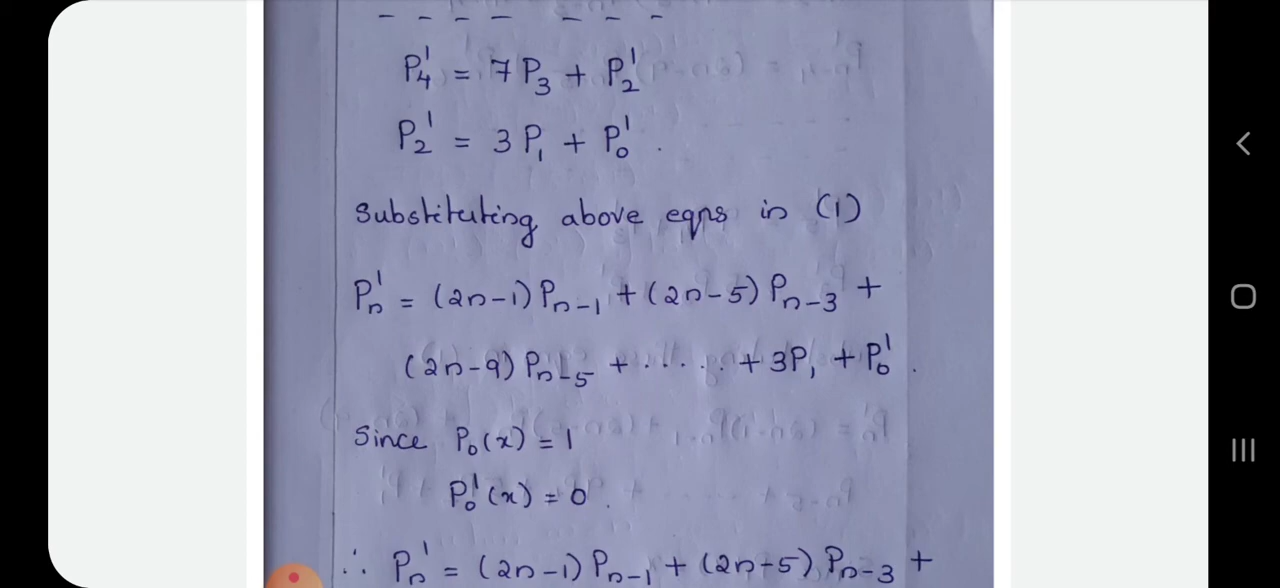 - - - - - - -
P₄' = 7P₃ + P₂'
P₂' = 3P₁ + P₀' .
Substituting above eqns in (1)
Pₙ' = (2n-1)Pₙ₋₁ + (2n-5)Pₙ₋₃ +
(2n-9)Pₙ₋₅ + ..... + 3P₁ + P₀' .
Since P₀(x) = 1
P₀'(x) = 0 .
∴ Pₙ' = (2n-1)Pₙ₋₁ + (2n-5)Pₙ₋₃ +